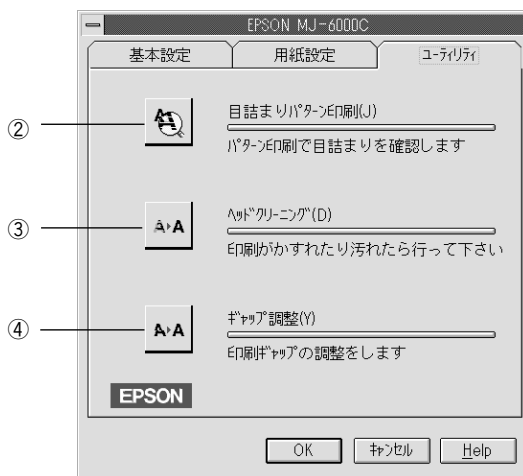 EPSON MJ-6000C
基本設定 用紙設定 ﾕｰﾃｨﾘﾃｨ
② 目詰まりﾊﾟﾀｰﾝ印刷(J)
ﾊﾟﾀｰﾝ印刷で目詰まりを確認します
③ ﾍｯﾄﾞｸﾘｰﾆﾝｸﾞ(D)
印刷がかすれたり汚れたら行って下さい
④ ｷﾞｬｯﾌﾟ調整(Y)
印刷ｷﾞｬｯﾌﾟの調整をします
EPSON
OK ｷｬﾝｾﾙ Help